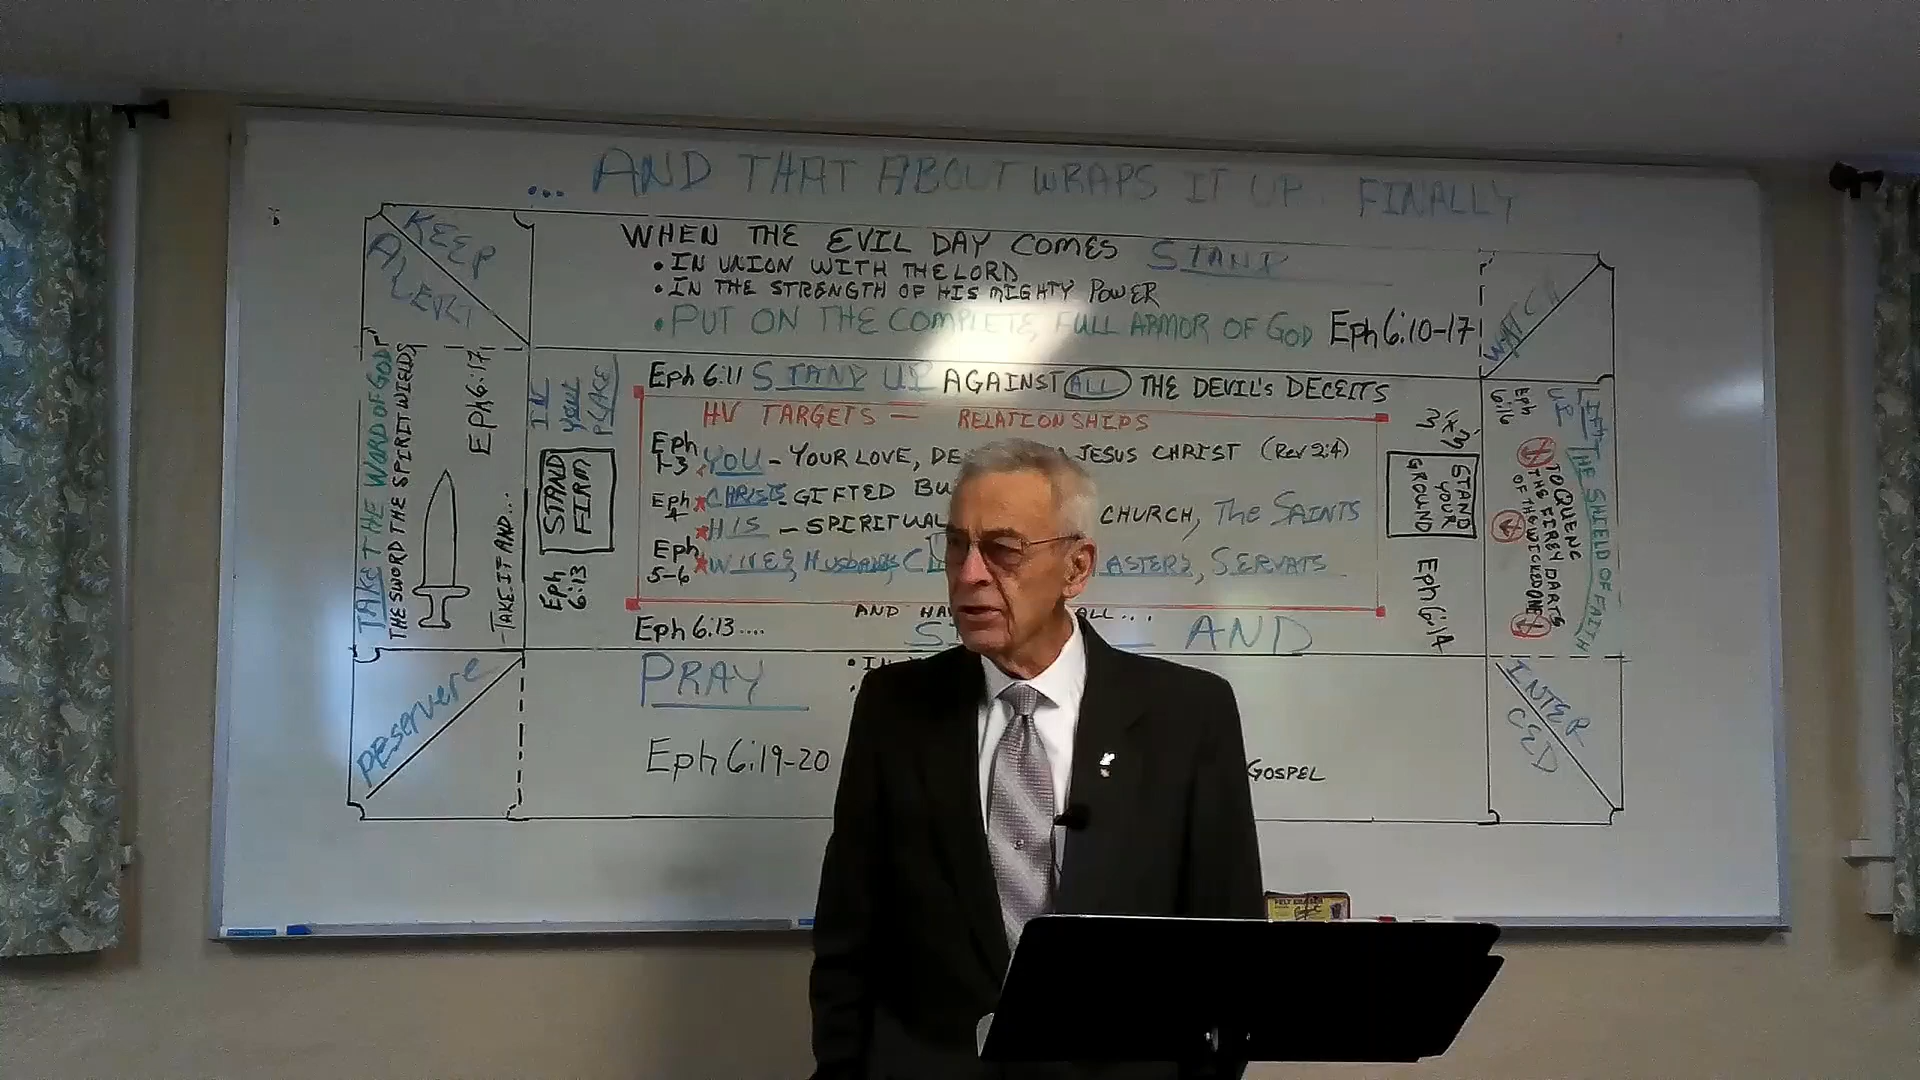 ... AND THAT ABOUT WRAPS IT UP. FINALLY
KEEP
ALERT
WHEN THE EVIL DAY COMES STAND
• IN UNION WITH THE LORD
• IN THE STRENGTH OF HIS MIGHTY POWER
• PUT ON THE COMPLETE, FULL ARMOR OF GOD Eph 6:10-17
WATCH
TAKE THE WORD OF GOD
THE SWORD THE SPIRIT WIELDS
EPH 6:17
TAKE IT AND...
IN
YOUR
PLACE
STAND
FIRM
Eph
6:13
Eph 6:11 STAND UP AGAINST ALL THE DEVIL'S DECEITS
HV TARGETS — RELATIONSHIPS
Eph
1-3 YOU - YOUR LOVE, DE JESUS CHRIST (Rev 2:4)
Eph
4 CHRISTS GIFTED BU
HIS - SPIRITUAL CHURCH, The SAINTS
Eph
5-6 WIVES, HUSBANDS, C ASTERS, SERVATS
AND HA ALL...
Eph 6:13.... S AND
STAND
YOUR
GROUND
Eph 6:14
Eph
6:16
LIFT UP
THE SHIELD OF FAITH
TO QUENC
THE FIREY DARTS
OF THE WICKED ONE
PESERVERE
PRAY
• IN
Eph 6:19-20 GOSPEL
INTER
CED